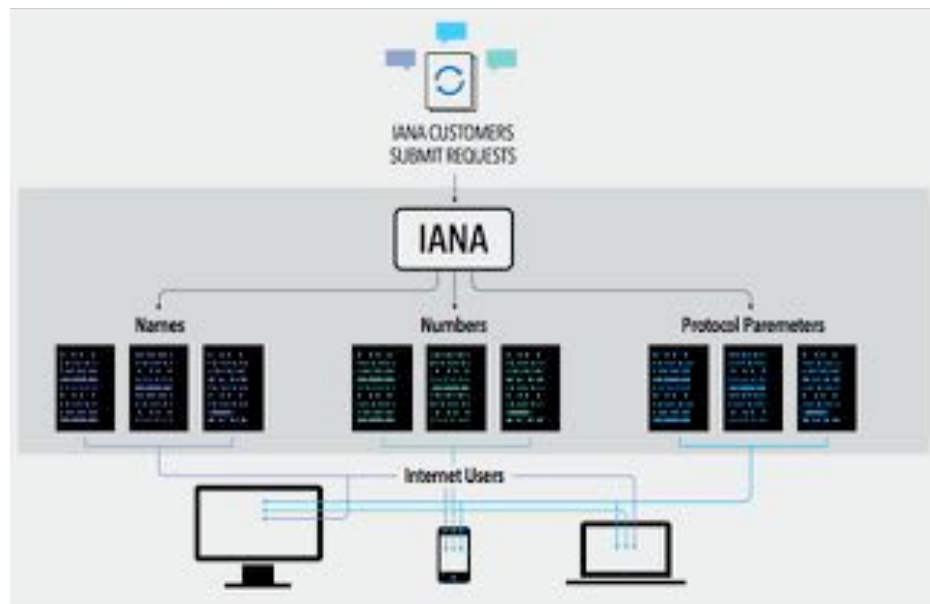 IANA CUSTOMERS
SUBMIT REQUESTS
IANA
Names
Numbers
Protocol Paremeters
Internet Users